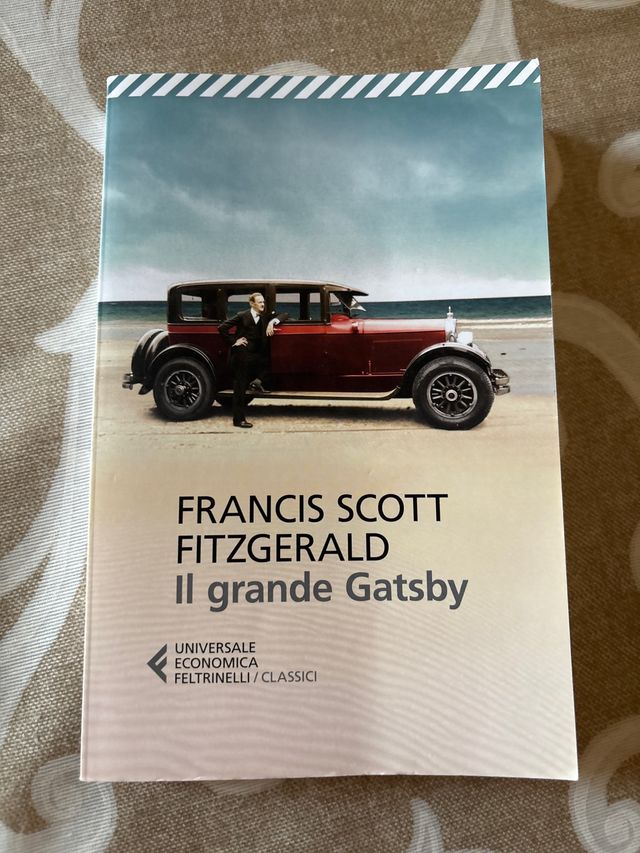 FRANCIS SCOTT
FITZGERALD
Il grande Gatsby
UNIVERSALE
ECONOMICA
FELTRINELLI / CLASSICI